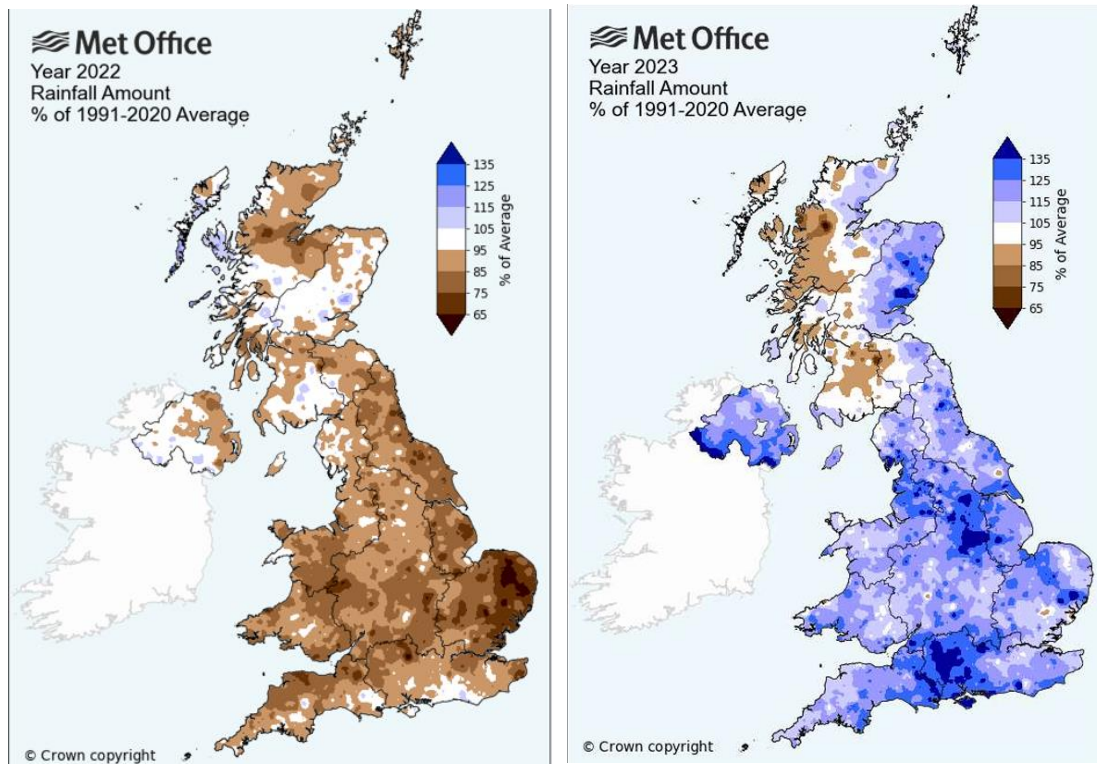 Met Office
Year 2022
Rainfall Amount
% of 1991-2020 Average
135
125
115
105
95
85
75
65
% of Average
© Crown copyright
Met Office
Year 2023
Rainfall Amount
% of 1991-2020 Average
135
125
115
105
95
85
75
65
% of Average
© Crown copyright